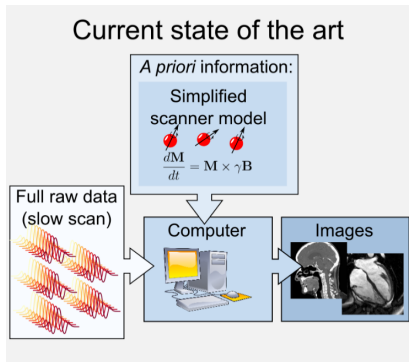 Current state of the art
A priori information:
Simplified
scanner model
dM/dt = M × γB
Full raw data
(slow scan)
Computer
Images